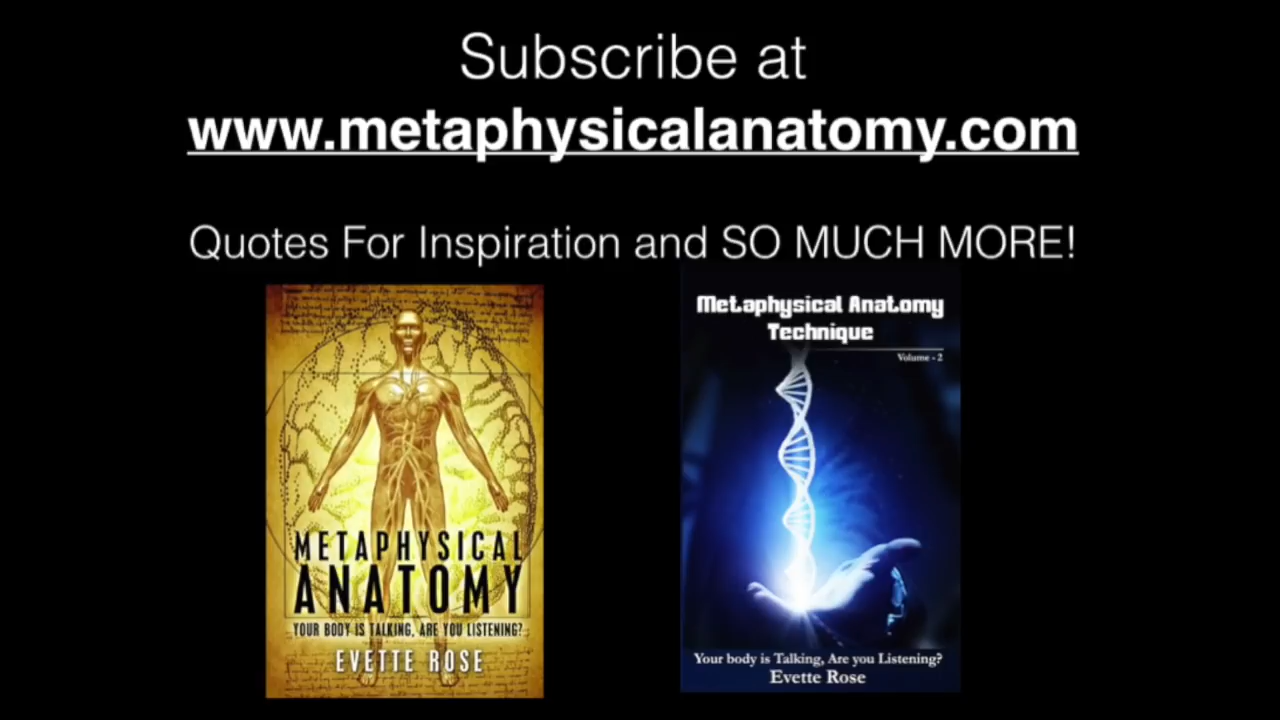 Subscribe at
www.metaphysicalanatomy.com
Quotes For Inspiration and SO MUCH MORE!
METAPHYSICAL
ANATOMY
YOUR BODY IS TALKING, ARE YOU LISTENING?
EVETTE ROSE
Metaphysical Anatomy
Technique
Volume - 2
Your body is Talking, Are you Listening?
Evette Rose